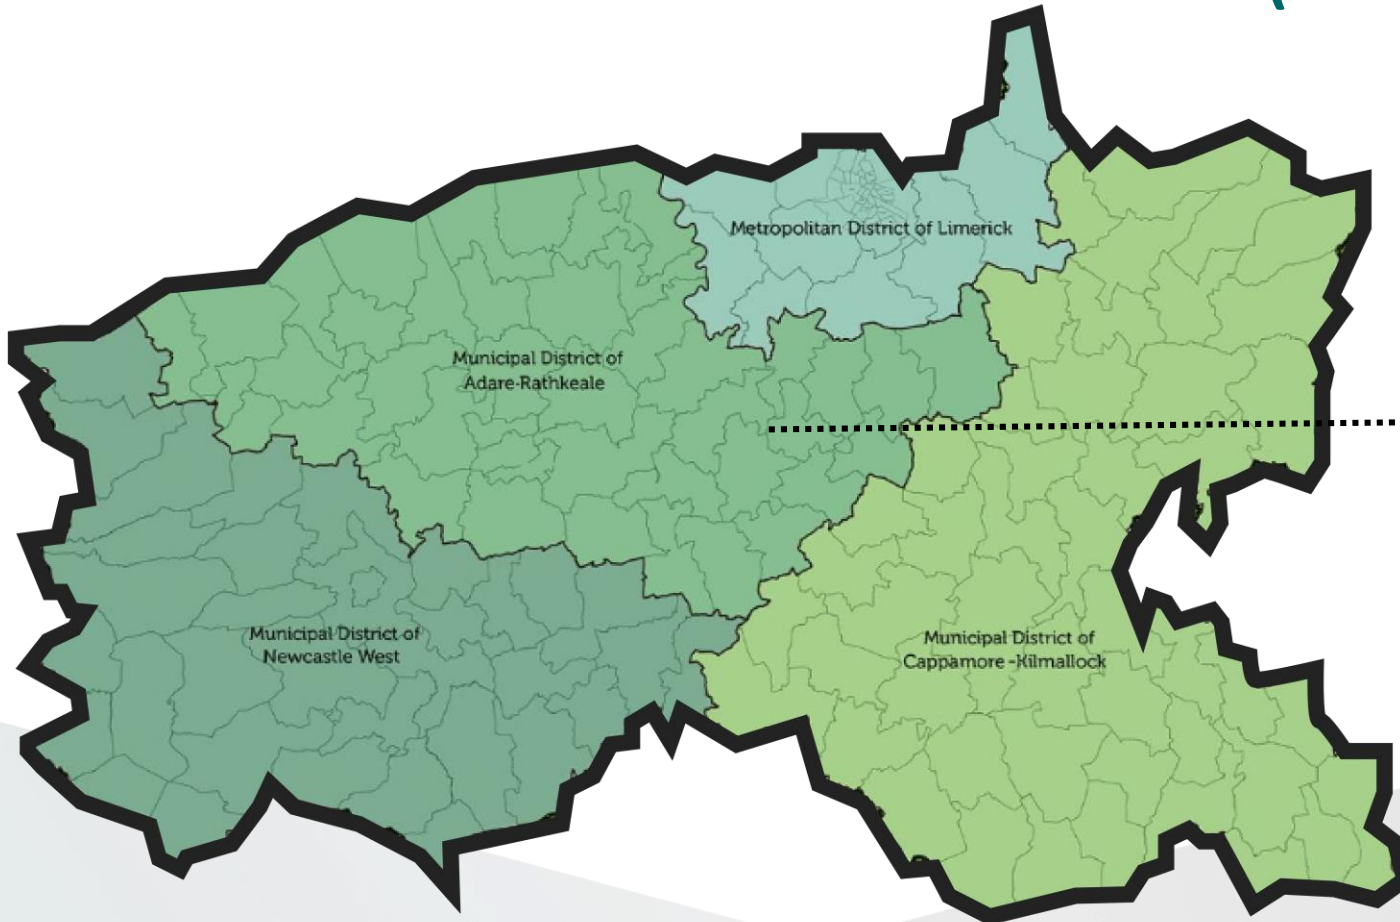 Metropolitan District of Limerick
Municipal District of
Adare-Rathkeale
Municipal District of
Newcastle West
Municipal District of
Cappamore -Kilmallock